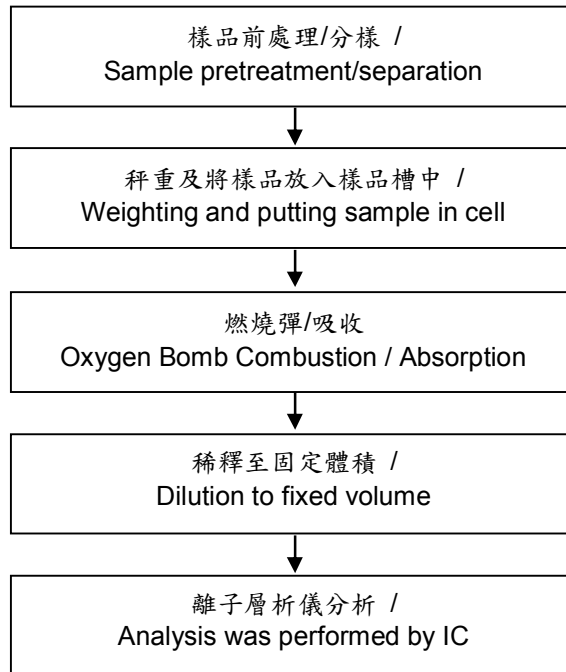 樣品前處理/分樣 /
Sample pretreatment/separation
秤重及將樣品放入樣品槽中 /
Weighting and putting sample in cell
燃燒彈/吸收
Oxygen Bomb Combustion / Absorption
稀釋至固定體積 /
Dilution to fixed volume
離子層析儀分析 /
Analysis was performed by IC